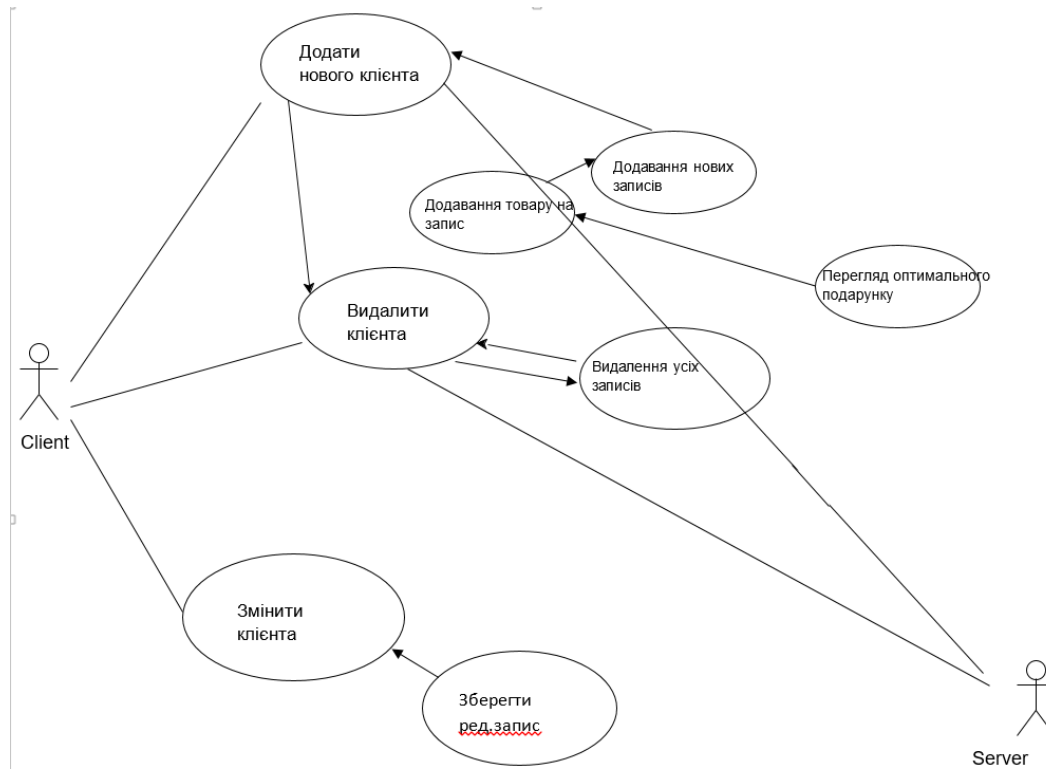 Додати
нового клієнта
Додавання нових
записів
Додавання товару на
запис
Перегляд оптимального
подарунку
Видалити
клієнта
Видалення усіх
записів
Client
Змінити
клієнта
Зберегти
ред.запис
Server